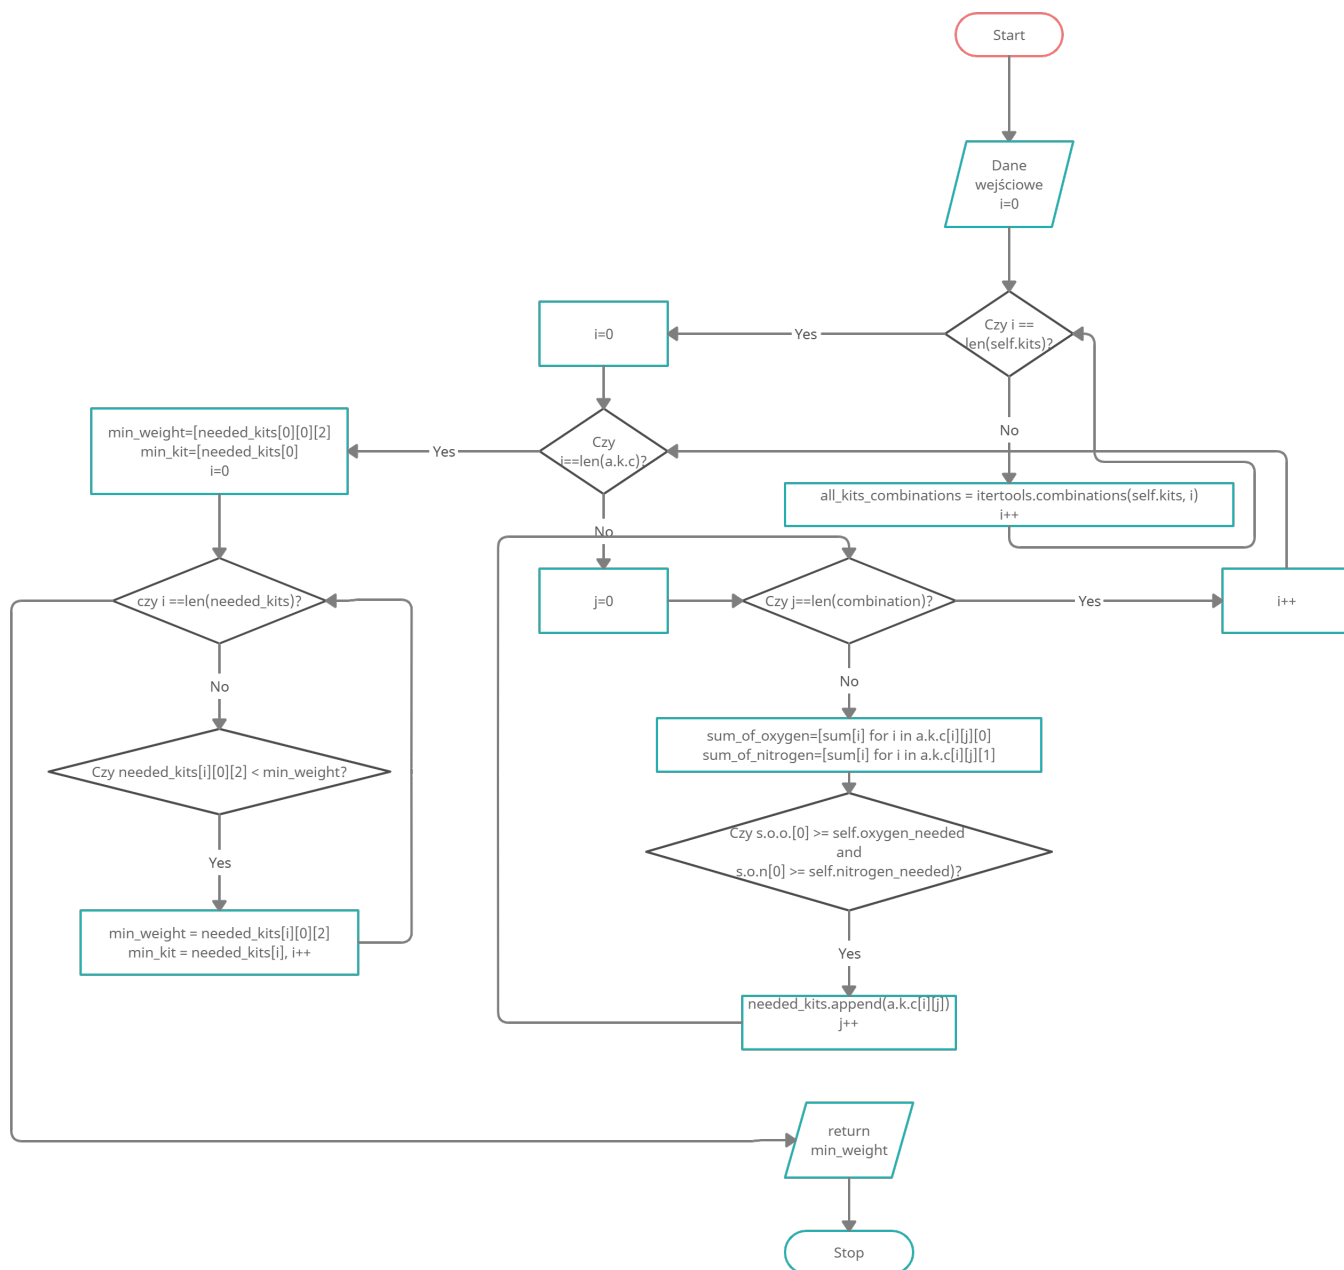 Start
Dane
wejściowe
i=0
Czy i ==
len(self.kits)?
Yes
i=0
No
all_kits_combinations = itertools.combinations(self.kits, i)
i++
Czy
i==len(a.k.c)?
Yes
min_weight=[needed_kits[0][0][2]
min_kit=[needed_kits[0]
i=0
No
j=0
Czy j==len(combination)?
Yes
i++
czy i ==len(needed_kits)?
No
No
sum_of_oxygen=[sum[i] for i in a.k.c[i][j][0]
sum_of_nitrogen=[sum[i] for i in a.k.c[i][j][1]
Czy needed_kits[i][0][2] < min_weight?
Czy s.o.o.[0] >= self.oxygen_needed
and
s.o.n[0] >= self.nitrogen_needed)?
Yes
min_weight = needed_kits[i][0][2]
min_kit = needed_kits[i], i++
Yes
needed_kits.append(a.k.c[i][j])
j++
return
min_weight
Stop